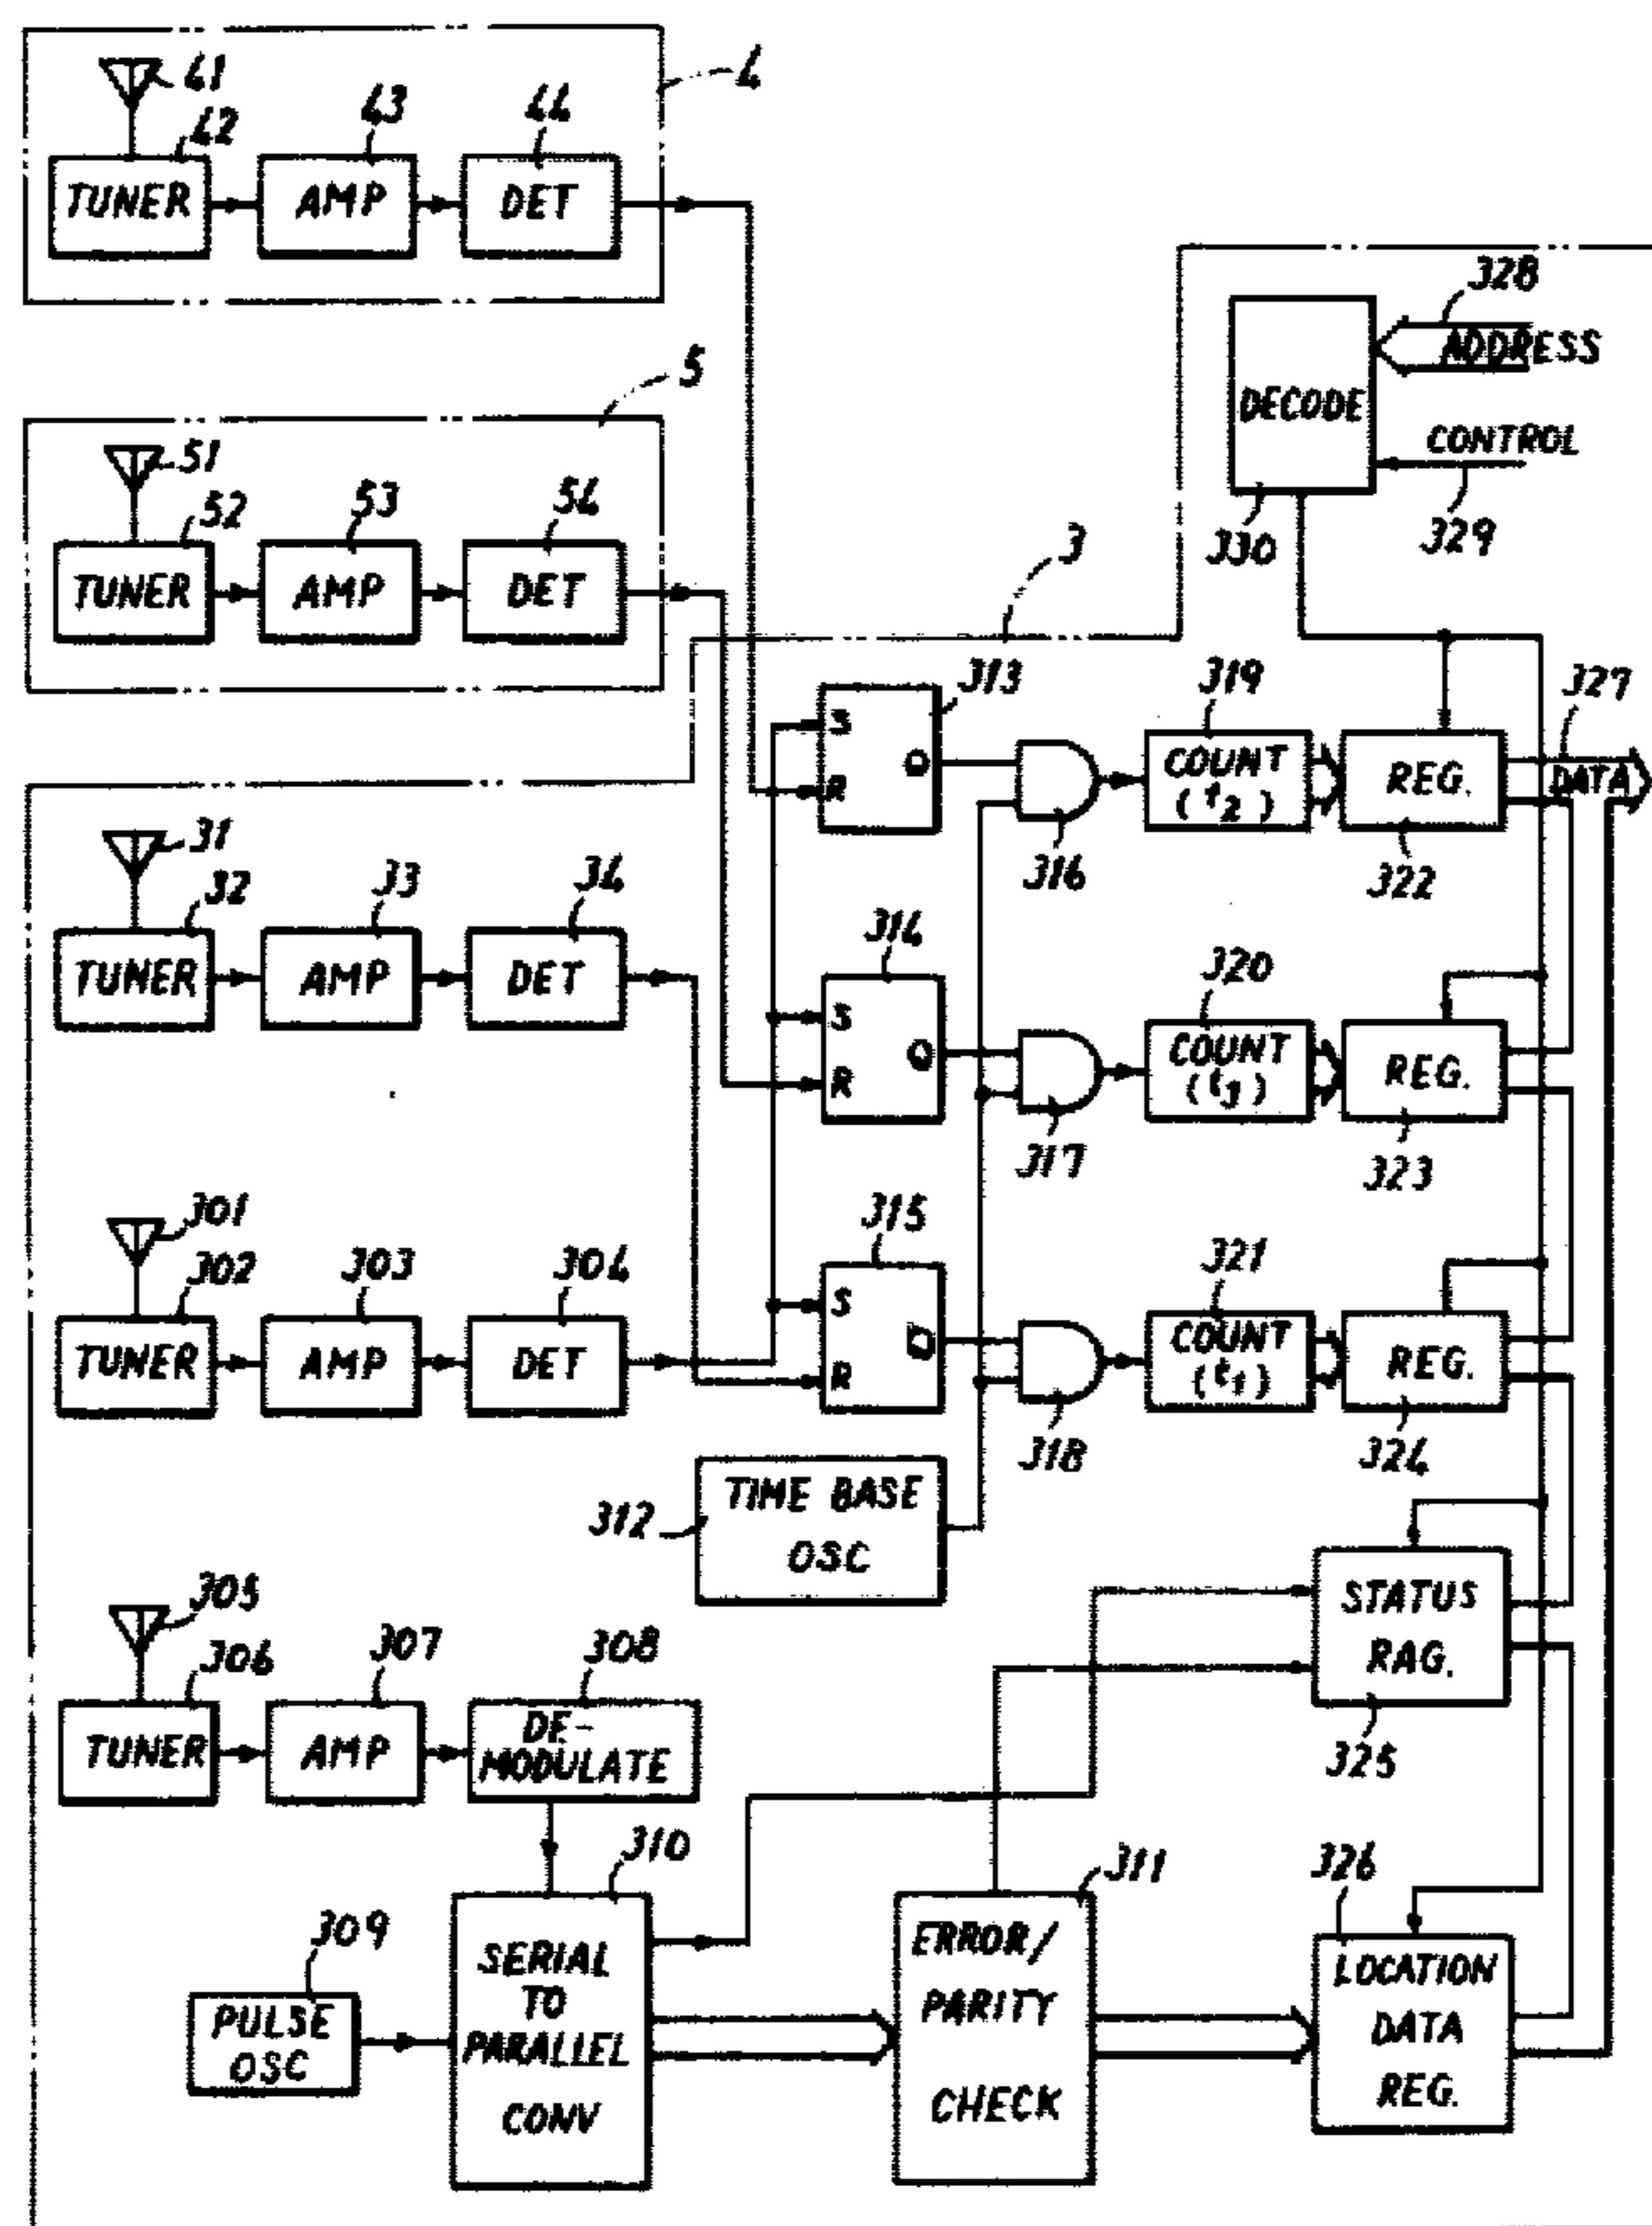 4
41
42
43
44
TUNER
AMP
DET
328
ADDRESS
DECODE
CONTROL
329
330
5
51
52
53
54
TUNER
AMP
DET
3
313
S
R
Q
316
319
COUNT
(t2)
REG.
322
327
DATA
31
32
33
34
TUNER
AMP
DET
314
S
R
Q
317
320
COUNT
(t3)
REG.
323
301
302
303
304
TUNER
AMP
DET
315
S
R
Q
318
321
COUNT
(t1)
REG.
324
312
TIME BASE
OSC
STATUS
RAG.
325
305
306
307
308
TUNER
AMP
DE-
MODULATE
309
PULSE
OSC
310
SERIAL
TO
PARALLEL
CONV
311
ERROR/
PARITY
CHECK
326
LOCATION
DATA
REG.